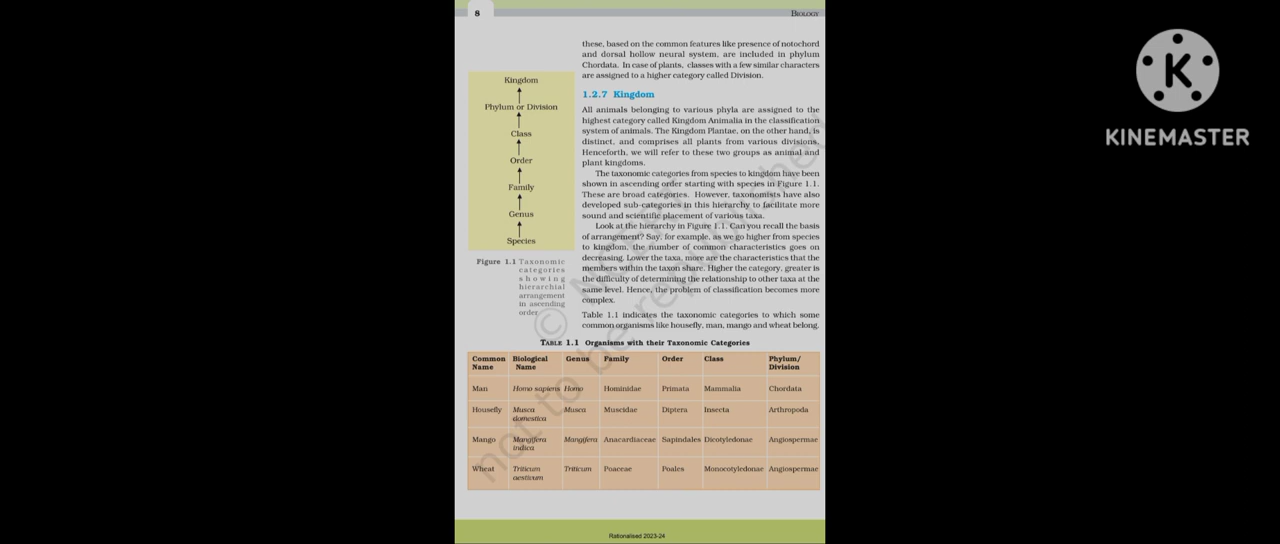 8
BIOLOGY
these, based on the common features like presence of notochord
and dorsal hollow neural system, are included in phylum
Chordata. In case of plants, classes with a few similar characters
are assigned to a higher category called Division.
1.2.7 Kingdom
All animals belonging to various phyla are assigned to the
highest category called Kingdom Animalia in the classification
system of animals. The Kingdom Plantae, on the other hand, is
distinct, and comprises all plants from various divisions.
Henceforth, we will refer to these two groups as animal and
plant kingdoms.
The taxonomic categories from species to kingdom have been
shown in ascending order starting with species in Figure 1.1.
These are broad categories. However, taxonomists have also
developed sub-categories in this hierarchy to facilitate more
sound and scientific placement of various taxa.
Look at the hierarchy in Figure 1.1. Can you recall the basis
of arrangement? Say, for example, as we go higher from species
to kingdom, the number of common characteristics goes on
decreasing. Lower the taxa, more are the characteristics that the
members within the taxon share. Higher the category, greater is
the difficulty of determining the relationship to other taxa at the
same level. Hence, the problem of classification becomes more
complex.
Table 1.1 indicates the taxonomic categories to which some
common organisms like housefly, man, mango and wheat belong.
Kingdom
Phylum or Division
Class
Order
Family
Genus
Species
Figure 1.1 Taxonomic
categories
showing
hierarchial
arrangement
in ascending
order
TABLE 1.1 Organisms with their Taxonomic Categories
Common Name Biological Name Genus Family Order Class Phylum/ Division
Man Homo sapiens Homo Hominidae Primata Mammalia Chordata
Housefly Musca domestica Musca Muscidae Diptera Insecta Arthropoda
Mango Mangifera indica Mangifera Anacardiaceae Sapindales Dicotyledonae Angiospermae
Wheat Triticum aestivum Triticum Poaceae Poales Monocotyledonae Angiospermae
© NCERT
not to be republished
Rationalised 2023-24
K
KINEMASTER